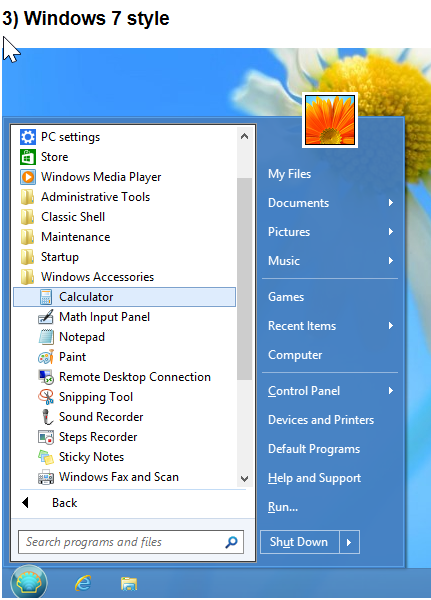 3) Windows 7 style
PC settings
Store
Windows Media Player
Administrative Tools
Classic Shell
Maintenance
Startup
Windows Accessories
Calculator
Math Input Panel
Notepad
Paint
Remote Desktop Connection
Snipping Tool
Sound Recorder
Steps Recorder
Sticky Notes
Windows Fax and Scan
Back
Search programs and files
My Files
Documents
Pictures
Music
Games
Recent Items
Computer
Control Panel
Devices and Printers
Default Programs
Help and Support
Run...
Shut Down